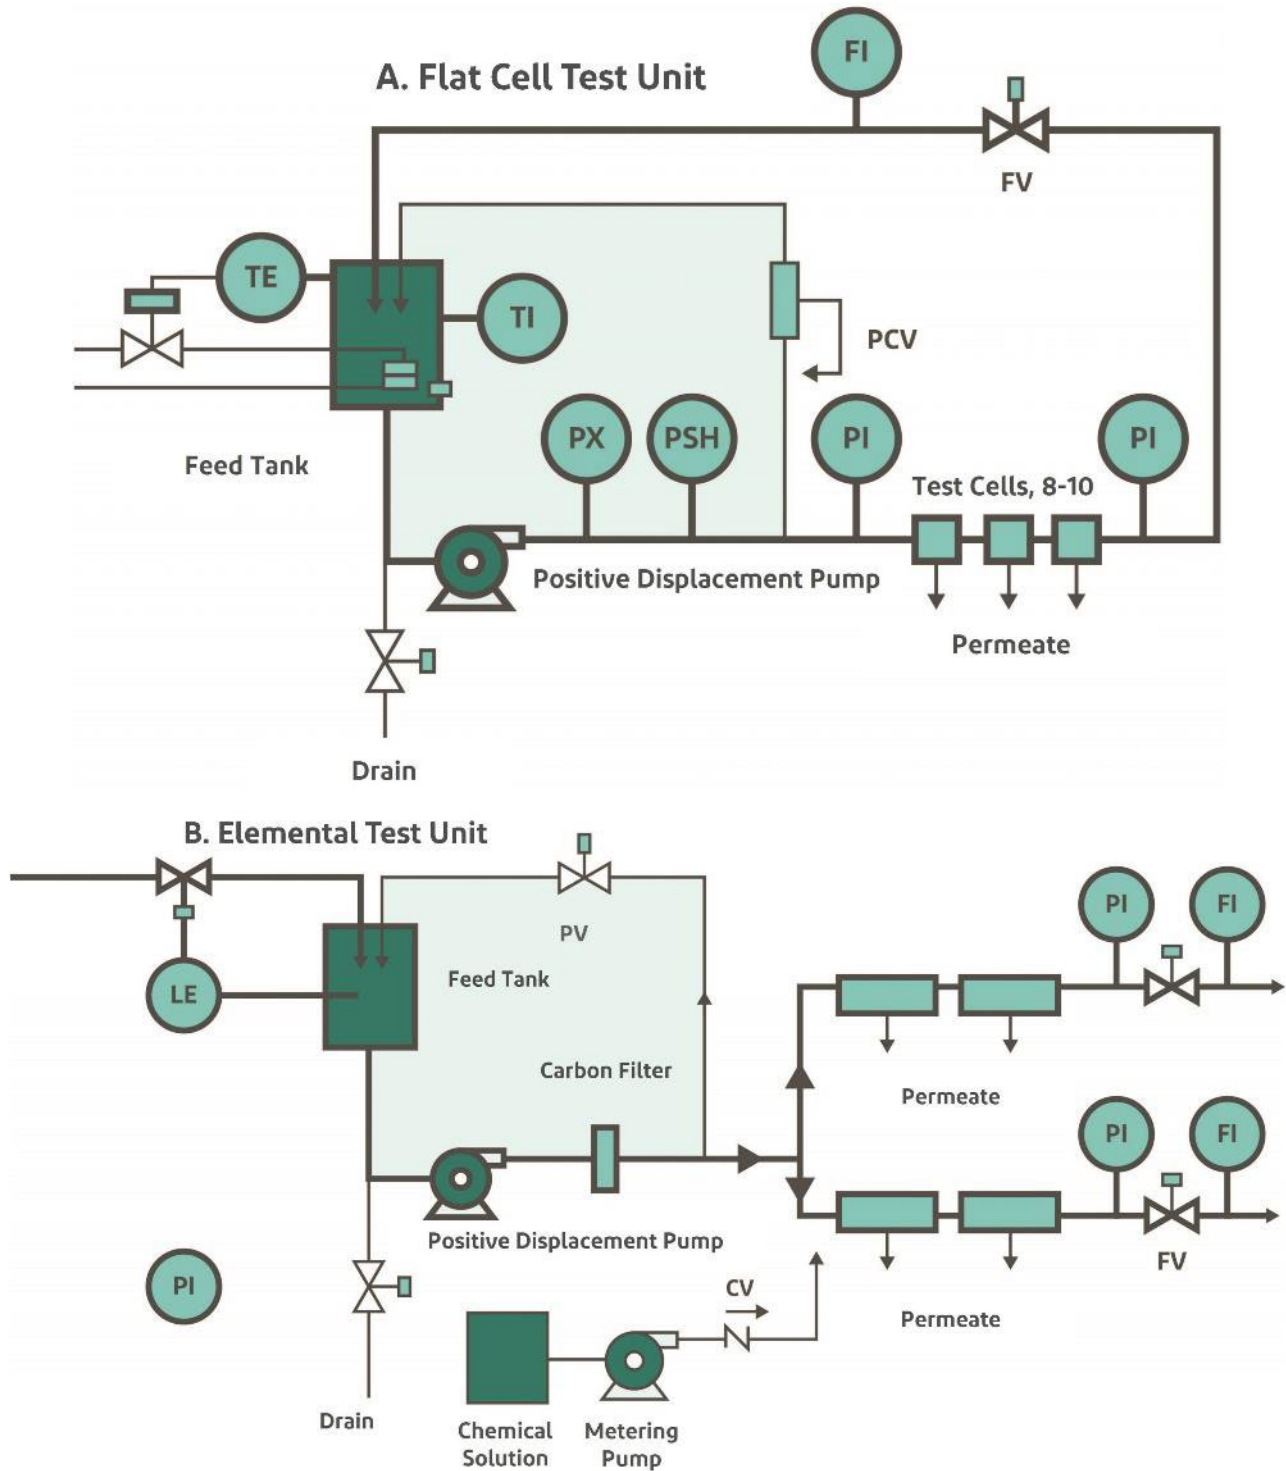 A. Flat Cell Test Unit
FI
FV
TE
TI
PCV
PX
PSH
PI
PI
Feed Tank
Test Cells, 8-10
Positive Displacement Pump
Permeate
Drain
B. Elemental Test Unit
PV
PI
FI
Feed Tank
LE
Carbon Filter
Permeate
PI
FI
Positive Displacement Pump
FV
PI
CV
Permeate
Drain
Chemical
Solution
Metering
Pump